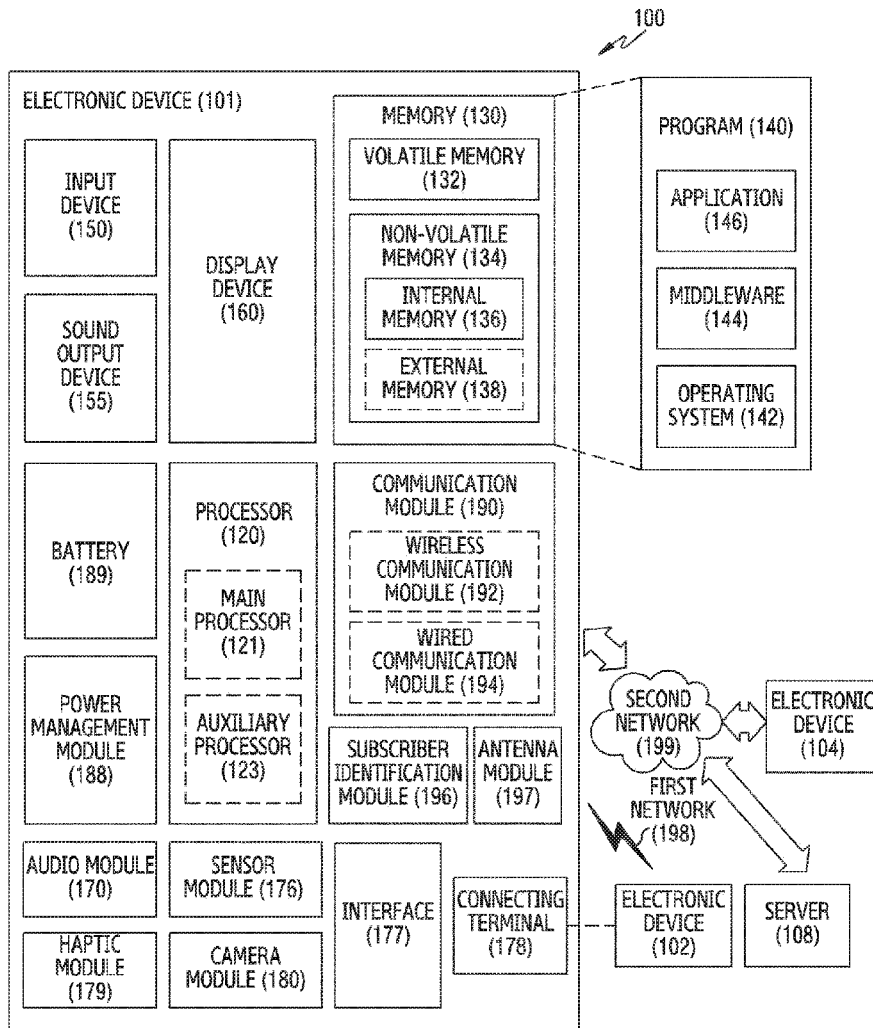 100
ELECTRONIC DEVICE (101)
INPUT
DEVICE
(150)
SOUND
OUTPUT
DEVICE
(155)
DISPLAY
DEVICE
(160)
MEMORY (130)
VOLATILE MEMORY
(132)
NON-VOLATILE
MEMORY (134)
INTERNAL
MEMORY (136)
EXTERNAL
MEMORY (138)
PROGRAM (140)
APPLICATION
(146)
MIDDLEWARE
(144)
OPERATING
SYSTEM (142)
BATTERY
(189)
POWER
MANAGEMENT
MODULE
(188)
PROCESSOR
(120)
MAIN
PROCESSOR
(121)
AUXILIARY
PROCESSOR
(123)
COMMUNICATION
MODULE (190)
WIRELESS
COMMUNICATION
MODULE (192)
WIRED
COMMUNICATION
MODULE (194)
SUBSCRIBER
IDENTIFICATION
MODULE (196)
ANTENNA
MODULE
(197)
SECOND
NETWORK
(199)
ELECTRONIC
DEVICE
(104)
FIRST
NETWORK
(198)
AUDIO MODULE
(170)
SENSOR
MODULE (176)
INTERFACE
(177)
CONNECTING
TERMINAL
(178)
ELECTRONIC
DEVICE
(102)
SERVER
(108)
HAPTIC
MODULE
(179)
CAMERA
MODULE (180)